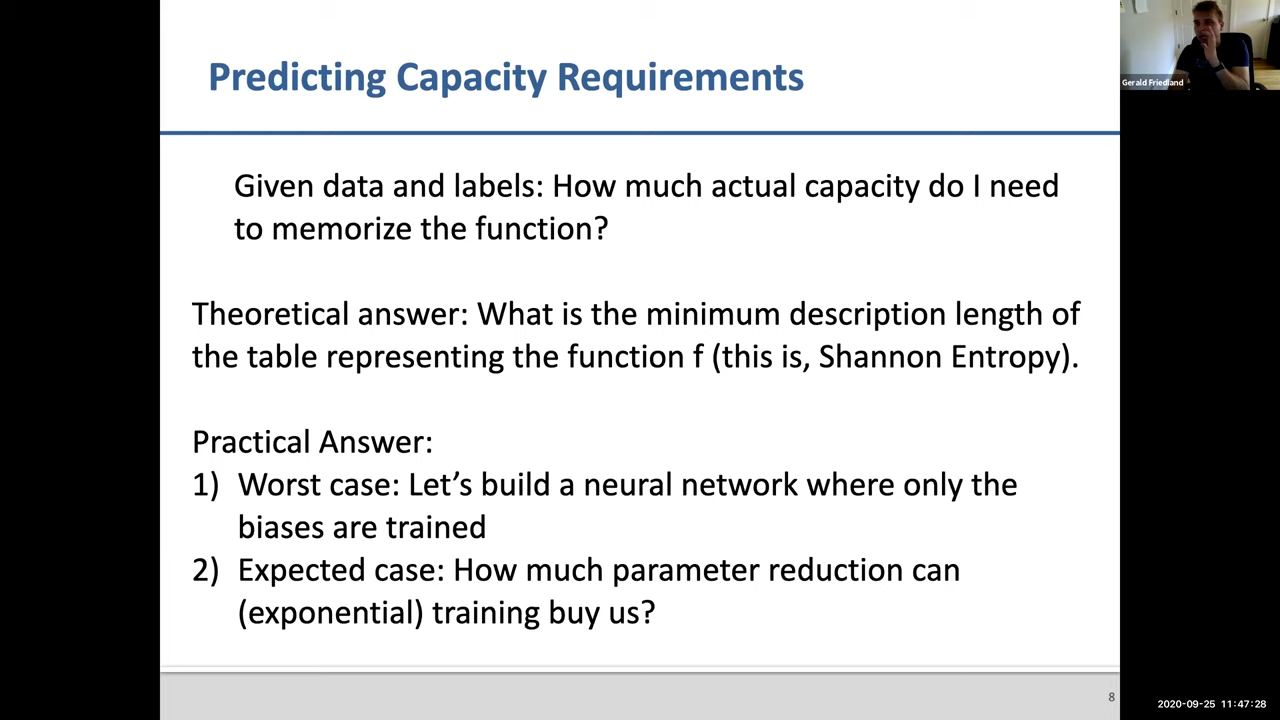 Predicting Capacity Requirements
Gerald Friedland
Given data and labels: How much actual capacity do I need
to memorize the function?
Theoretical answer: What is the minimum description length of
the table representing the function f (this is, Shannon Entropy).
Practical Answer:
1) Worst case: Let's build a neural network where only the
biases are trained
2) Expected case: How much parameter reduction can
(exponential) training buy us?
8
2020-09-25 11:47:28